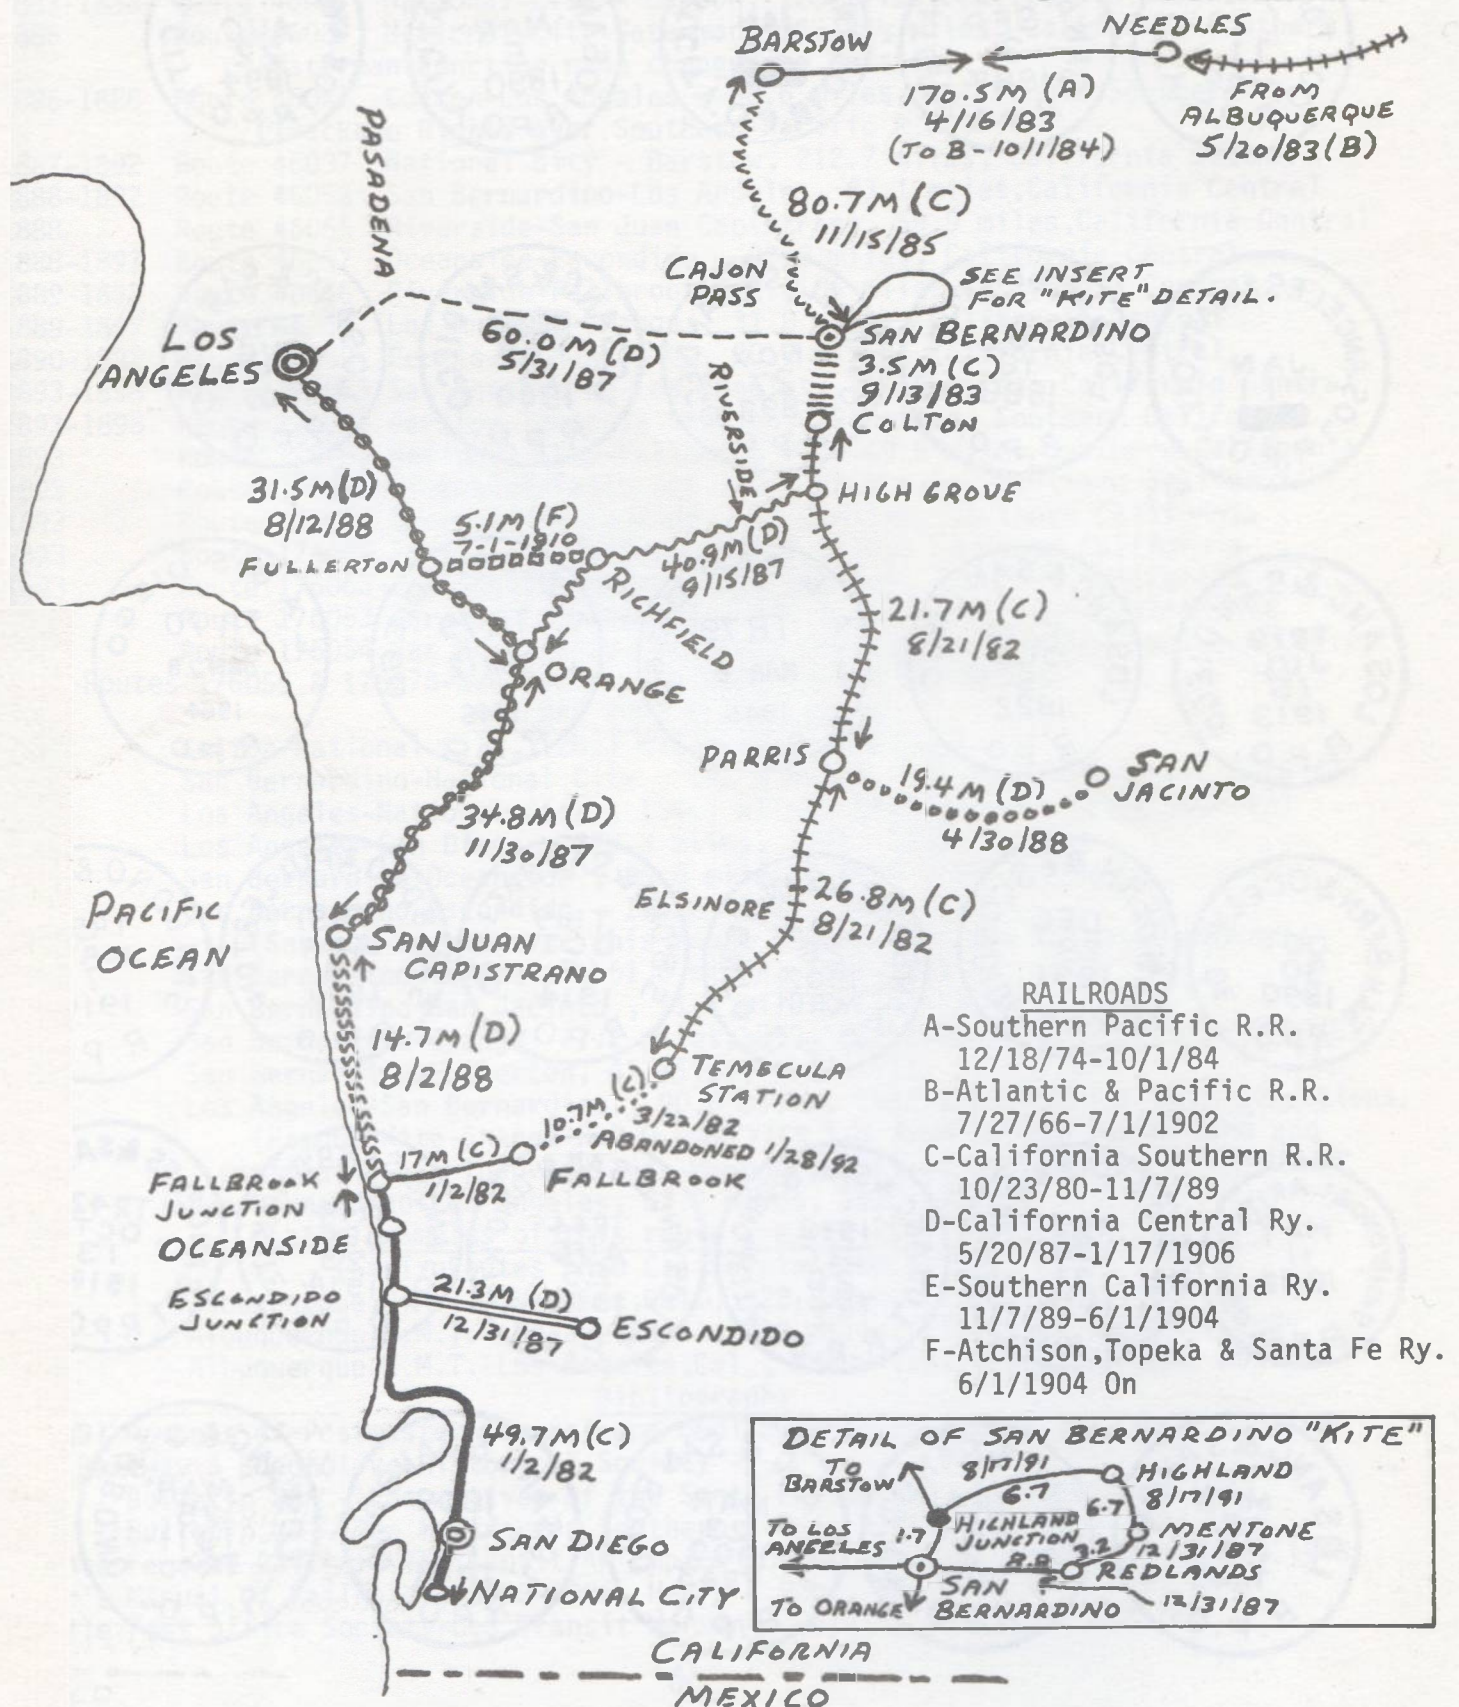 BARSTOW
NEEDLES
170.5M (A)
4/16/83
(TO B-10/1/84)
FROM
ALBUQUERQUE
5/20/83(B)
PASADENA
80.7M (C)
11/15/85
CAJON
PASS
SEE INSERT
FOR "KITE" DETAIL.
LOS
ANGELES
60.0M (D)
5/31/87
SAN BERNARDINO
3.5M (C)
9/13/83
COLTON
RIVERSIDE
HIGHGROVE
31.5M (D)
8/12/88
5.1M (F)
7-1-1910
FULLERTON
RICHFIELD
40.9M (D)
9/15/87
21.7M (C)
8/21/82
ORANGE
PARRIS
19.4M (D)
4/30/88
SAN
JACINTO
34.8M (D)
11/30/87
ELSINORE
26.8M (C)
8/21/82
PACIFIC
OCEAN
SAN JUAN
CAPISTRANO
14.7M (D)
8/2/88
TEMECULA
STATION
10.7M (C)
3/22/82
ABANDONED 1/28/92
17M (C)
1/2/82
FALLBROOK
FALLBROOK
JUNCTION
OCEANSIDE
ESCONDIDO
JUNCTION
21.3M (D)
12/31/87
ESCONDIDO
49.7M (C)
1/2/82
SAN DIEGO
NATIONAL CITY
RAILROADS
A-Southern Pacific R.R.
12/18/74-10/1/84
B-Atlantic & Pacific R.R.
7/27/66-7/1/1902
C-California Southern R.R.
10/23/80-11/7/89
D-California Central Ry.
5/20/87-1/17/1906
E-Southern California Ry.
11/7/89-6/1/1904
F-Atchison,Topeka & Santa Fe Ry.
6/1/1904 On
DETAIL OF SAN BERNARDINO "KITE"
TO
BARSTOW
8/17/91
6.7
HIGHLAND
8/17/91
6.7
TO LOS
ANGELES
1.7
HIGHLAND
JUNCTION
MENTONE
12/31/87
3.2
REDLANDS
12/31/87
SAN
BERNARDINO
TO ORANGE
CALIFORNIA
MEXICO